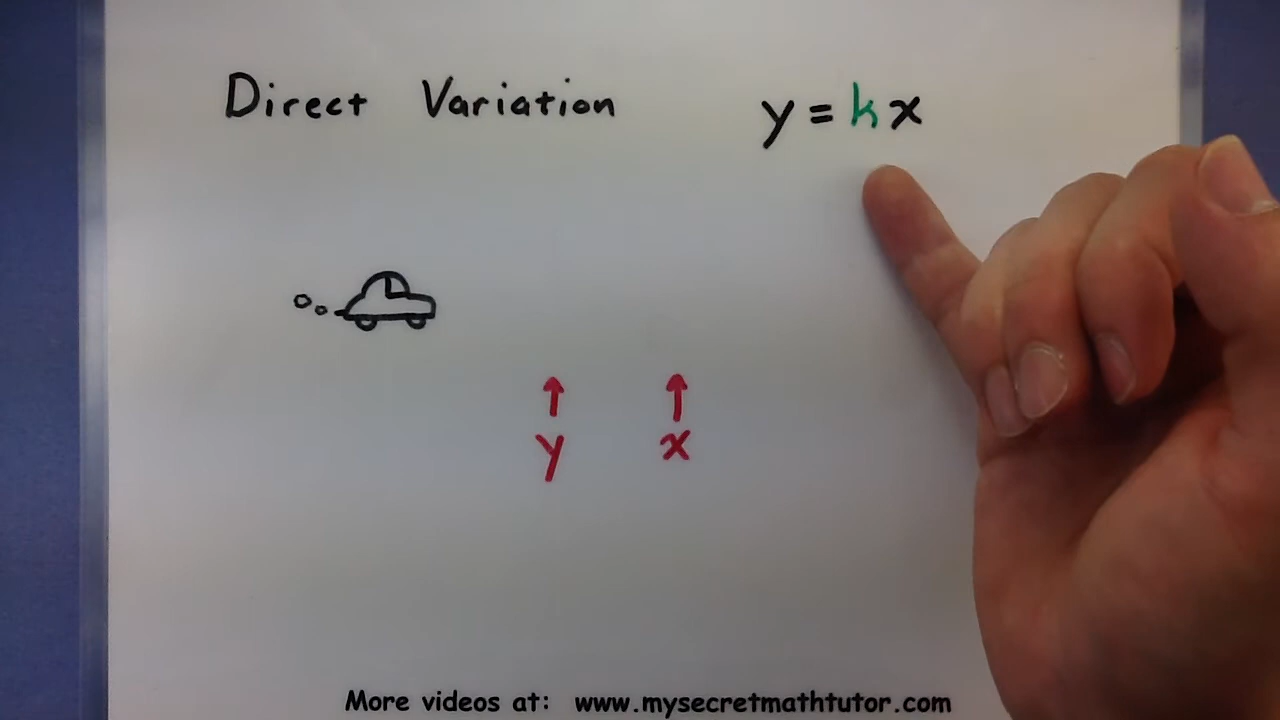 Direct Variation y = kx
↑ ↑
y x
More videos at: www.mysecretmathtutor.com